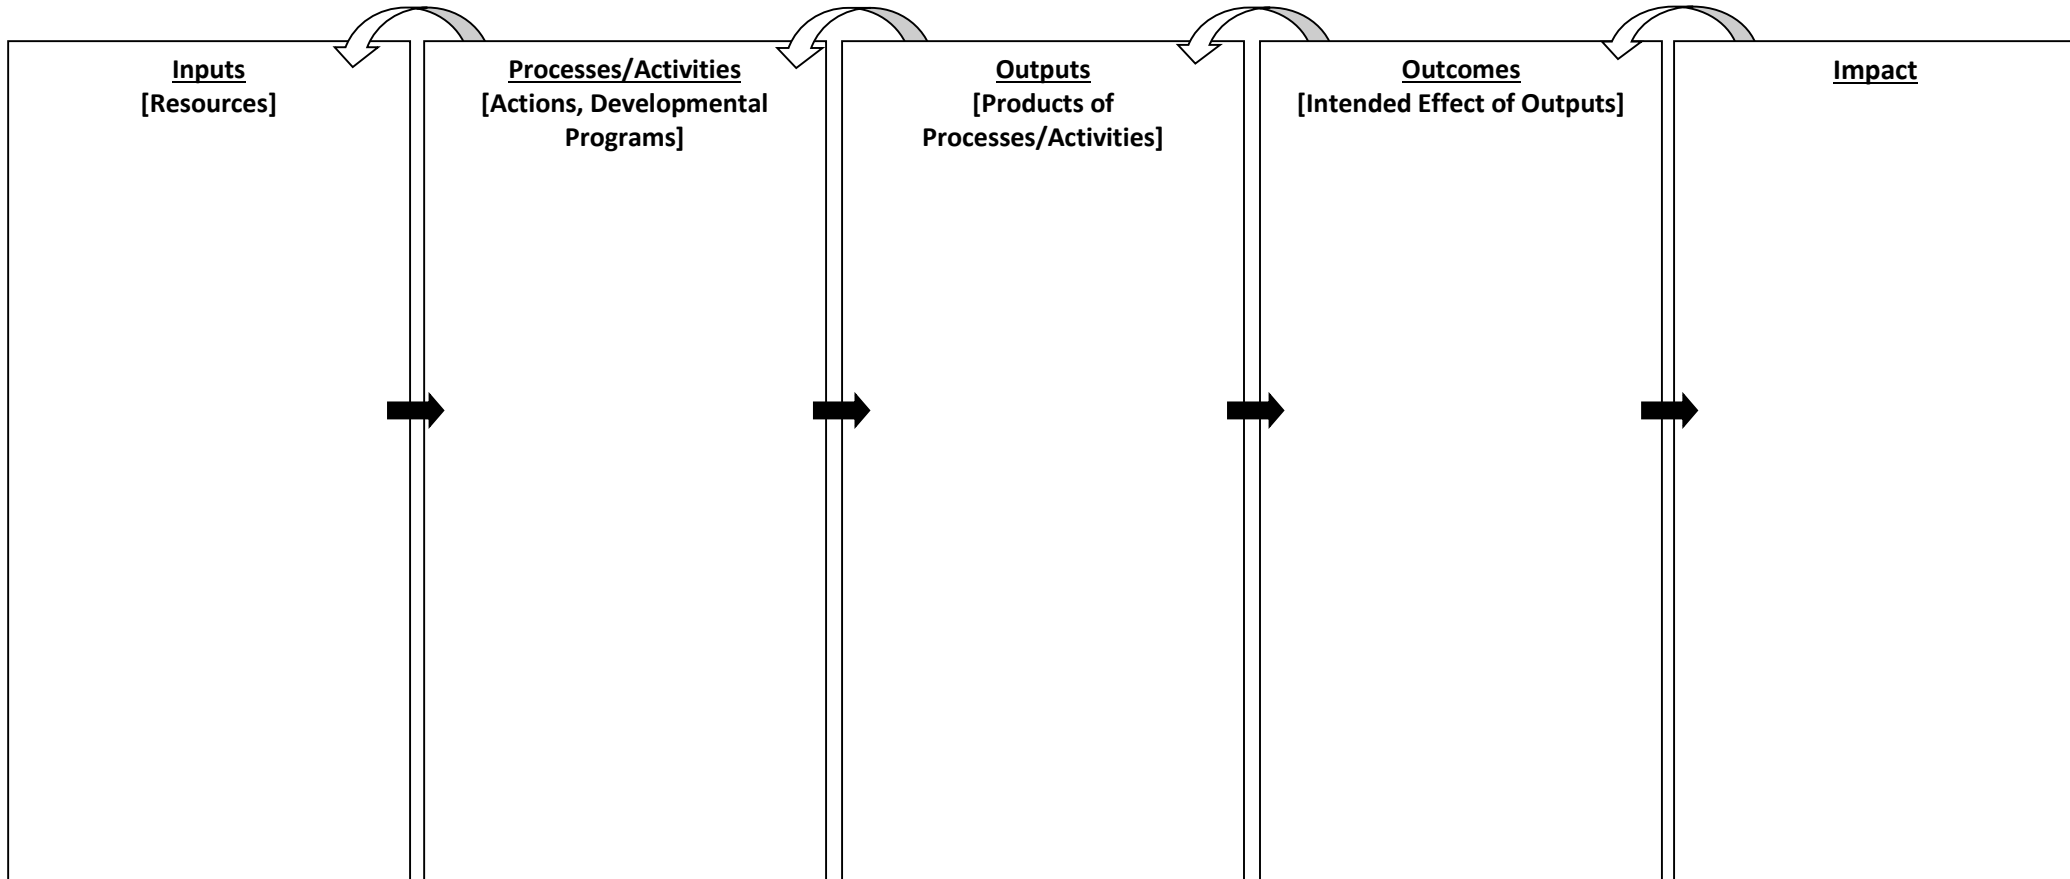 Inputs
[Resources]
Processes/Activities
[Actions, Developmental
Programs]
Outputs
[Products of
Processes/Activities]
Outcomes
[Intended Effect of Outputs]
Impact